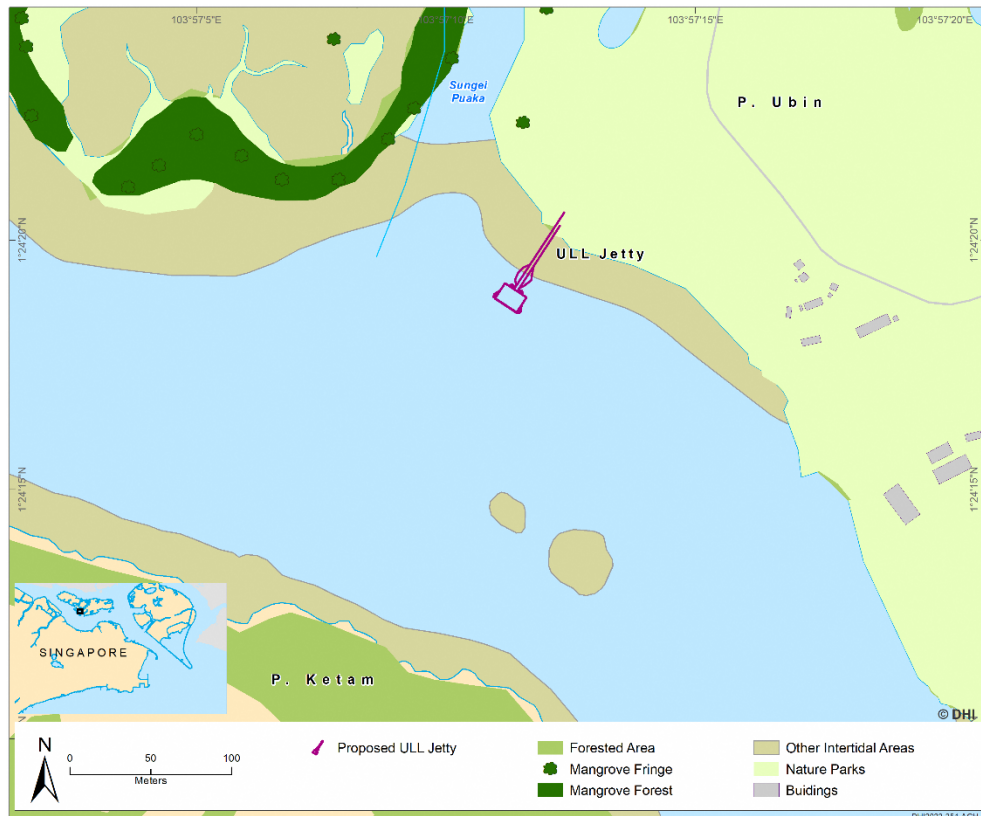 103°57'5"E
103°57'10"E
103°57'15"E
103°57'20"E
Sungei
Puaka
P. Ubin
1°24'20"N
1°24'20"N
ULL Jetty
1°24'15"N
1°24'15"N
SINGAPORE
P. Ketam
© DHI
N
0 50 100
Meters
Proposed ULL Jetty
Forested Area
Mangrove Fringe
Mangrove Forest
Other Intertidal Areas
Nature Parks
Buidings